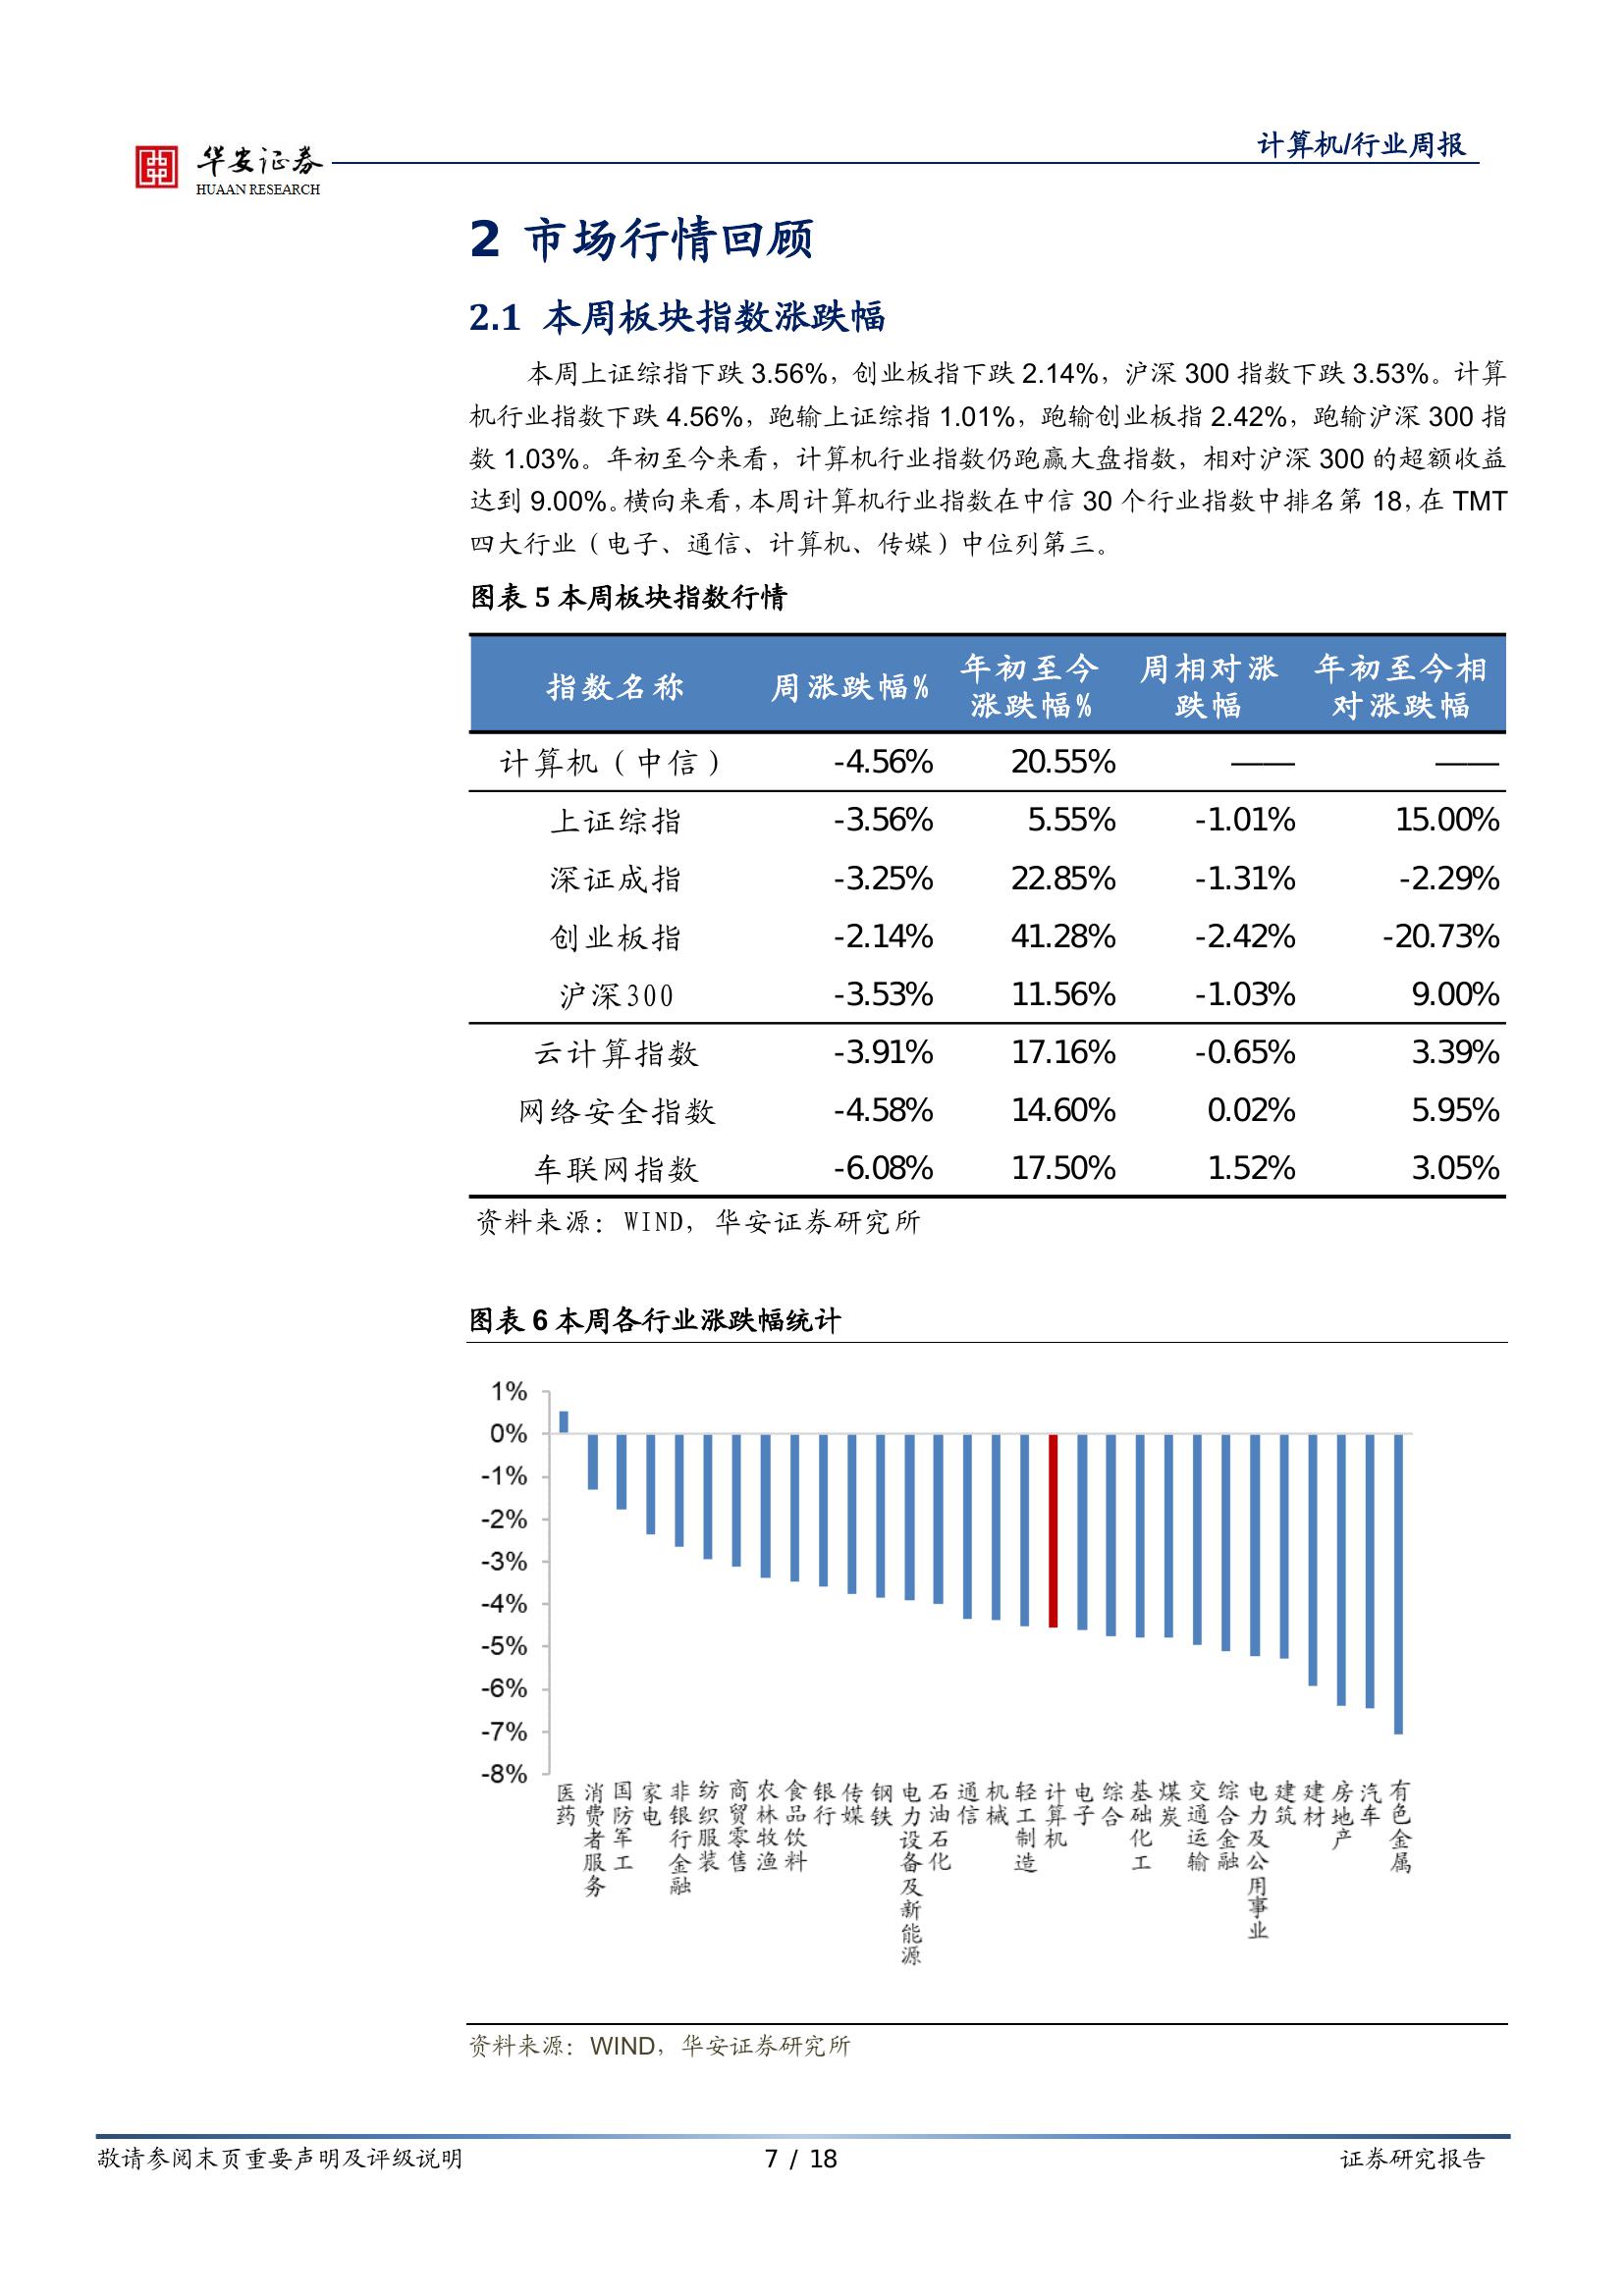 华安证券
HUAAN RESEARCH
计算机/行业周报
2 市场行情回顾
2.1 本周板块指数涨跌幅
本周上证综指下跌 3.56%，创业板指下跌 2.14%，沪深 300 指数下跌 3.53%。计算
机行业指数下跌 4.56%，跑输上证综指 1.01%，跑输创业板指 2.42%，跑输沪深 300 指
数 1.03%。年初至今来看，计算机行业指数仍跑赢大盘指数，相对沪深 300 的超额收益
达到 9.00%。横向来看，本周计算机行业指数在中信 30 个行业指数中排名第 18，在 TMT
四大行业（电子、通信、计算机、传媒）中位列第三。
图表 5 本周板块指数行情
指数名称 周涨跌幅% 年初至今涨跌幅% 周相对涨跌幅 年初至今相对涨跌幅
计算机（中信） -4.56% 20.55% —— ——
上证综指 -3.56% 5.55% -1.01% 15.00%
深证成指 -3.25% 22.85% -1.31% -2.29%
创业板指 -2.14% 41.28% -2.42% -20.73%
沪深300 -3.53% 11.56% -1.03% 9.00%
云计算指数 -3.91% 17.16% -0.65% 3.39%
网络安全指数 -4.58% 14.60% 0.02% 5.95%
车联网指数 -6.08% 17.50% 1.52% 3.05%
资料来源：WIND，华安证券研究所
图表 6 本周各行业涨跌幅统计
1%
0%
-1%
-2%
-3%
-4%
-5%
-6%
-7%
-8%
医药
消费者服务
国防军工
家电
非银行金融
纺织服装
商贸零售
农林牧渔
食品饮料
银行
传媒
钢铁
电力设备及新能源
石油石化
通信
机械
轻工制造
计算机
电子
综合
基础化工
煤炭
交通运输
综合金融
电力及公用事业
建筑
建材
房地产
汽车
有色金属
资料来源：WIND，华安证券研究所
敬请参阅末页重要声明及评级说明
7 / 18
证券研究报告